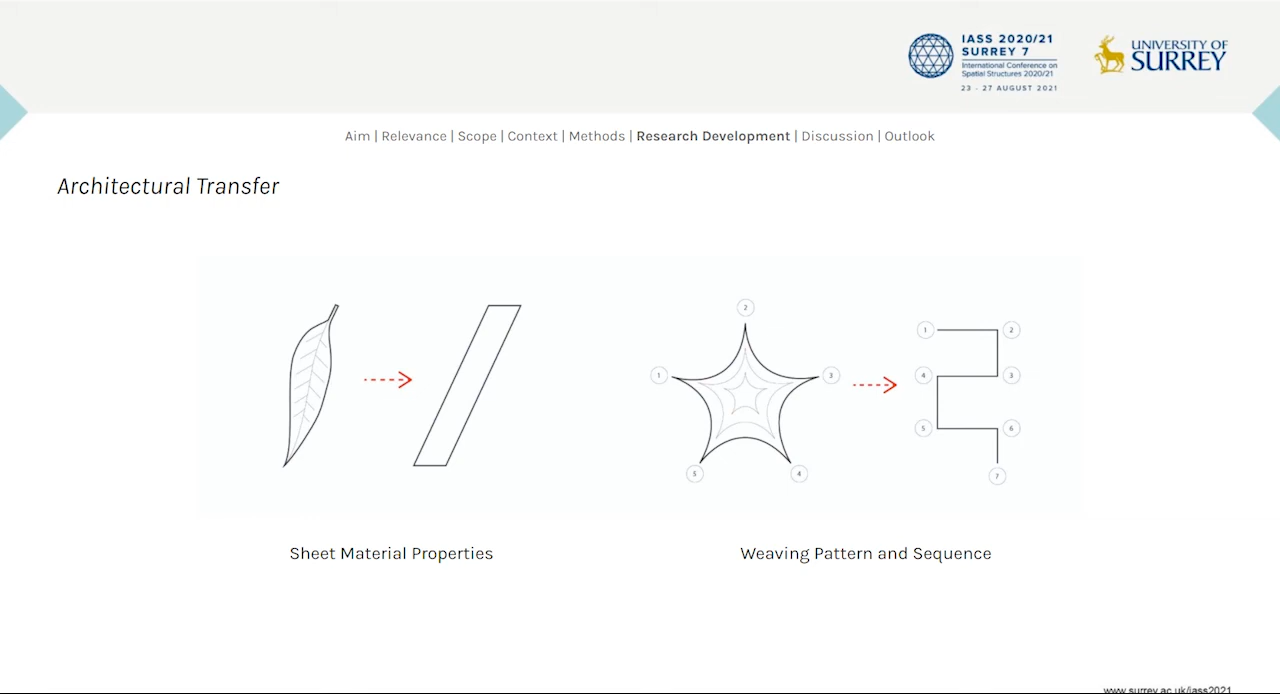 IASS 2020/21
SURREY 7
International Conference on
Spatial Structures 2020/21
23 - 27 AUGUST 2021
UNIVERSITY OF
SURREY
Aim | Relevance | Scope | Context | Methods | Research Development | Discussion | Outlook
Architectural Transfer
2
1
3
5
4
1
2
4
3
5
6
7
Sheet Material Properties
Weaving Pattern and Sequence
www.surrey.ac.uk/iass2021